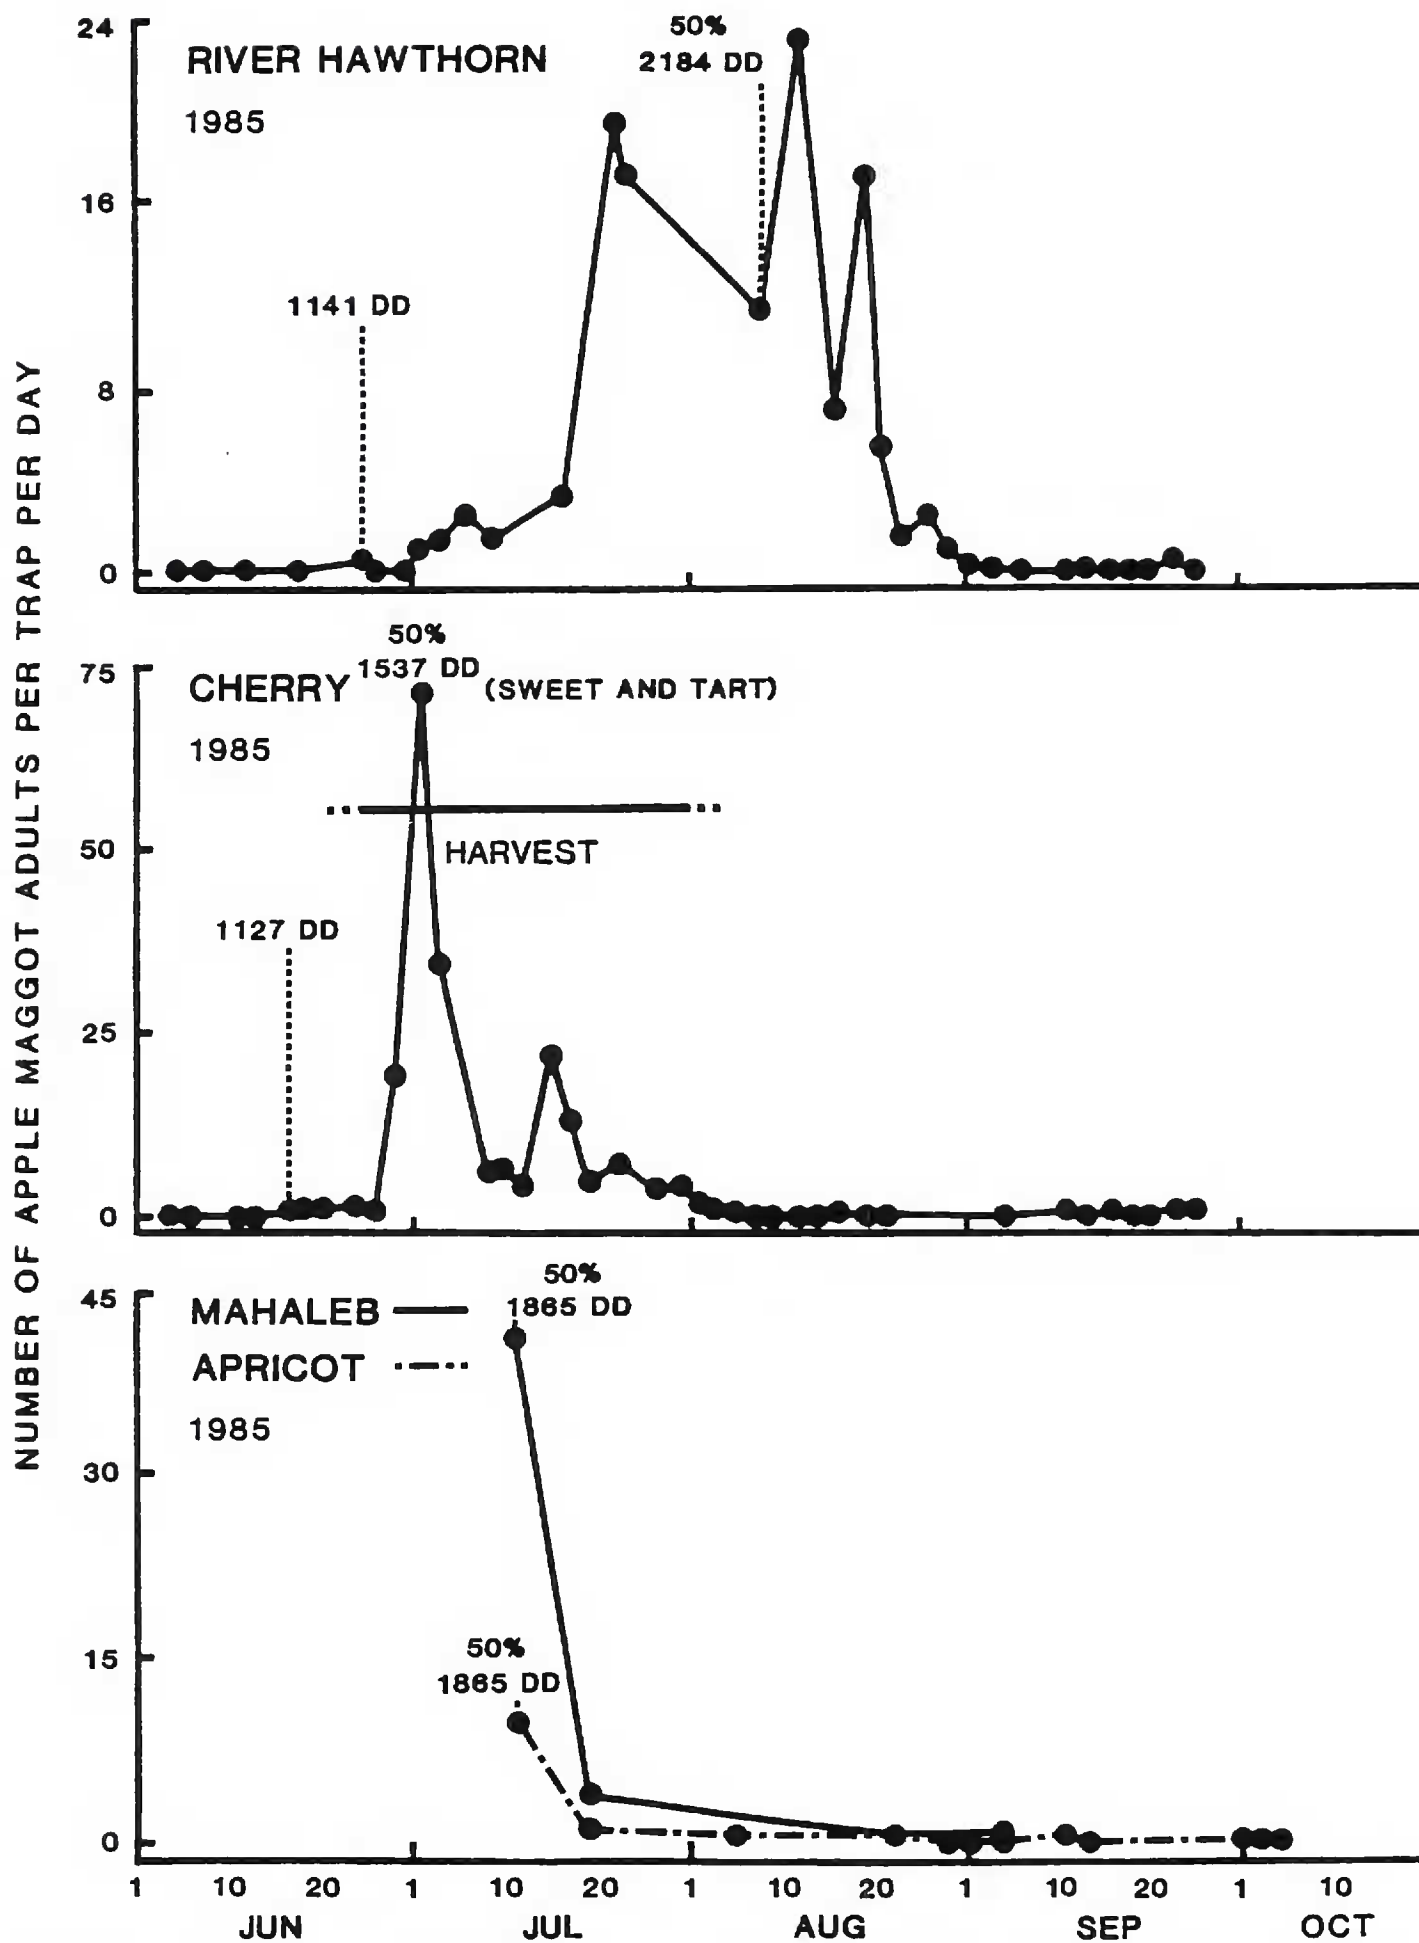 NUMBER OF APPLE MAGGOT ADULTS PER TRAP PER DAY
24
16
8
0
RIVER HAWTHORN
1985
50%
2184 DD
1141 DD
75
50
25
0
CHERRY
(SWEET AND TART)
1985
50%
1537 DD
HARVEST
1127 DD
45
30
15
0
MAHALEB
APRICOT
1985
50%
1865 DD
50%
1865 DD
1 10 20 1 10 20 1 10 20 1 10 20 1 10
JUN JUL AUG SEP OCT